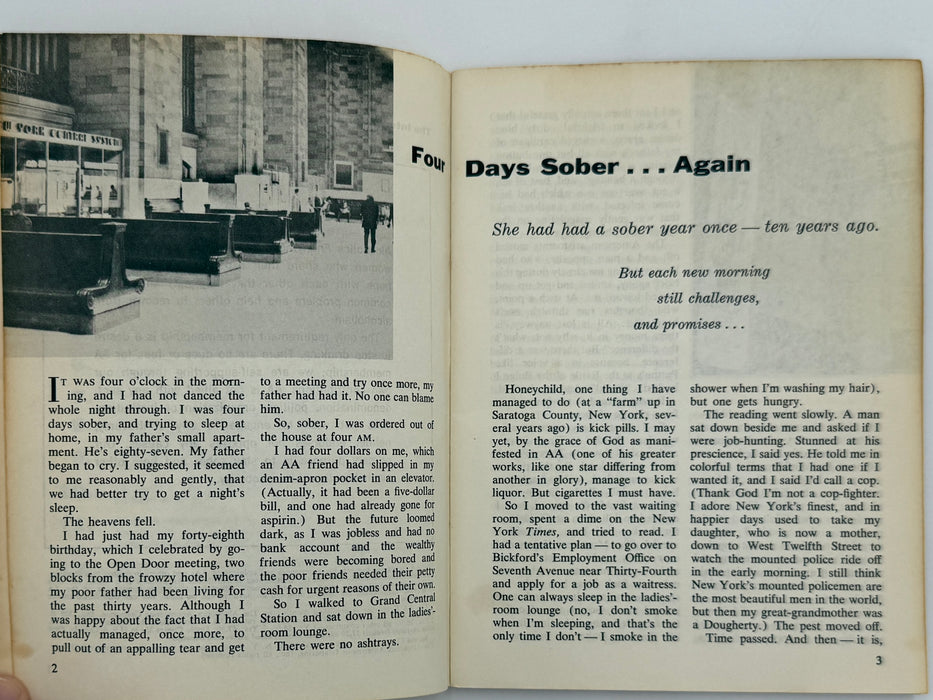 YORK CENTRAL SYSTEM
Four Days Sober . . . Again
She had had a sober year once — ten years ago.
But each new morning
still challenges,
and promises . . .
IT WAS four o'clock in the morn-
ing, and I had not danced the
whole night through. I was four
days sober, and trying to sleep at
home, in my father's small apart-
ment. He's eighty-seven. My father
began to cry. I suggested, it seemed
to me reasonably and gently, that
we had better try to get a night's
sleep.
The heavens fell.
I had just had my forty-eighth
birthday, which I celebrated by go-
ing to the Open Door meeting, two
blocks from the frowzy hotel where
my poor father had been living for
the past thirty years. Although I
was happy about the fact that I had
actually managed, once more, to
pull out of an appalling tear and get
to a meeting and try once more, my
father had had it. No one can blame
him.
So, sober, I was ordered out of
the house at four AM.
I had four dollars on me, which
an AA friend had slipped in my
denim-apron pocket in an elevator.
(Actually, it had been a five-dollar
bill, and one had already gone for
aspirin.) But the future loomed
dark, as I was jobless and had no
bank account and the wealthy
friends were becoming bored and
the poor friends needed their petty
cash for urgent reasons of their own.
So I walked to Grand Central
Station and sat down in the ladies'-
room lounge.
There were no ashtrays.
2
Honeychild, one thing I have
managed to do (at a "farm" up in
Saratoga County, New York, sev-
eral years ago) is kick pills. I may
yet, by the grace of God as mani-
fested in AA (one of his greater
works, like one star differing from
another in glory), manage to kick
liquor. But cigarettes I must have.
So I moved to the vast waiting
room, spent a dime on the New
York Times, and tried to read. I
had a tentative plan — to go over to
Bickford's Employment Office on
Seventh Avenue near Thirty-Fourth
and apply for a job as a waitress.
One can always sleep in the ladies'-
room lounge (no, I don't smoke
when I'm sleeping, and that's the
only time I don't — I smoke in the
shower when I'm washing my hair),
but one gets hungry.
The reading went slowly. A man
sat down beside me and asked if I
were job-hunting. Stunned at his
prescience, I said yes. He told me in
colorful terms that I had one if I
wanted it, and I said I'd call a cop.
(Thank God I'm not a cop-fighter.
I adore New York's finest, and in
happier days used to take my
daughter, who is now a mother,
down to West Twelfth Street to
watch the mounted police ride off
in the early morning. I still think
New York's mounted policemen are
the most beautiful men in the world,
but then my great-grandmother was
a Dougherty.) The pest moved off.
Time passed. And then — it is,
3